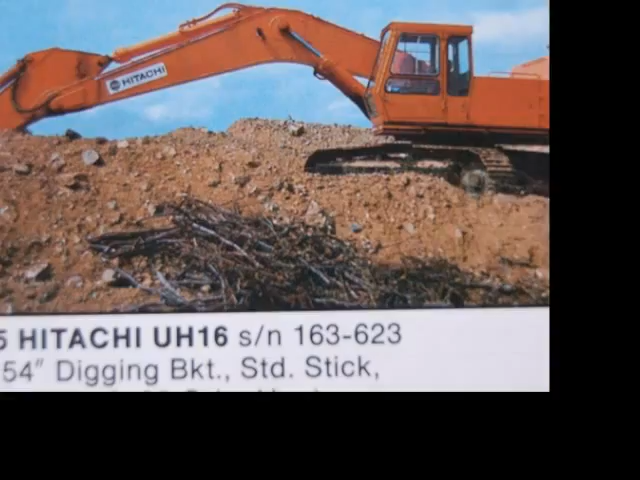 HITACHI
5 HITACHI UH16 s/n 163-623
54" Digging Bkt., Std. Stick,